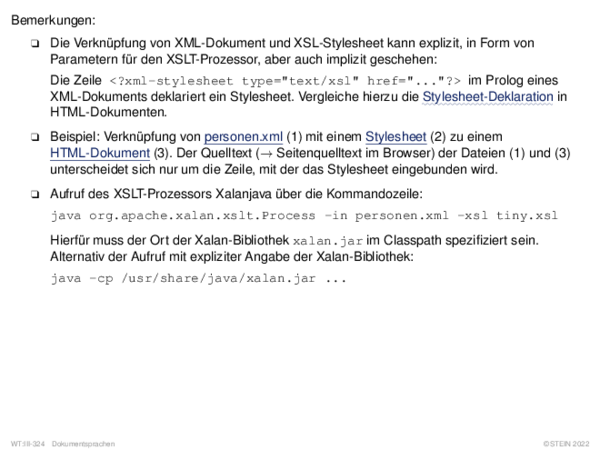 Bemerkungen:
❑ Die Verknüpfung von XML-Dokument und XSL-Stylesheet kann explizit, in Form von
Parametern für den XSLT-Prozessor, aber auch implizit geschehen:
Die Zeile <?xml-stylesheet type="text/xsl" href="..."?> im Prolog eines
XML-Dokuments deklariert ein Stylesheet. Vergleiche hierzu die Stylesheet-Deklaration in
HTML-Dokumenten.
❑ Beispiel: Verknüpfung von personen.xml (1) mit einem Stylesheet (2) zu einem
HTML-Dokument (3). Der Quelltext (→ Seitenquelltext im Browser) der Dateien (1) und (3)
unterscheidet sich nur um die Zeile, mit der das Stylesheet eingebunden wird.
❑ Aufruf des XSLT-Prozessors Xalanjava über die Kommandozeile:
java org.apache.xalan.xslt.Process -in personen.xml -xsl tiny.xsl
Hierfür muss der Ort der Xalan-Bibliothek xalan.jar im Classpath spezifiziert sein.
Alternativ der Aufruf mit expliziter Angabe der Xalan-Bibliothek:
java -cp /usr/share/java/xalan.jar ...
WT:III-324 Dokumentsprachen ©STEIN 2022